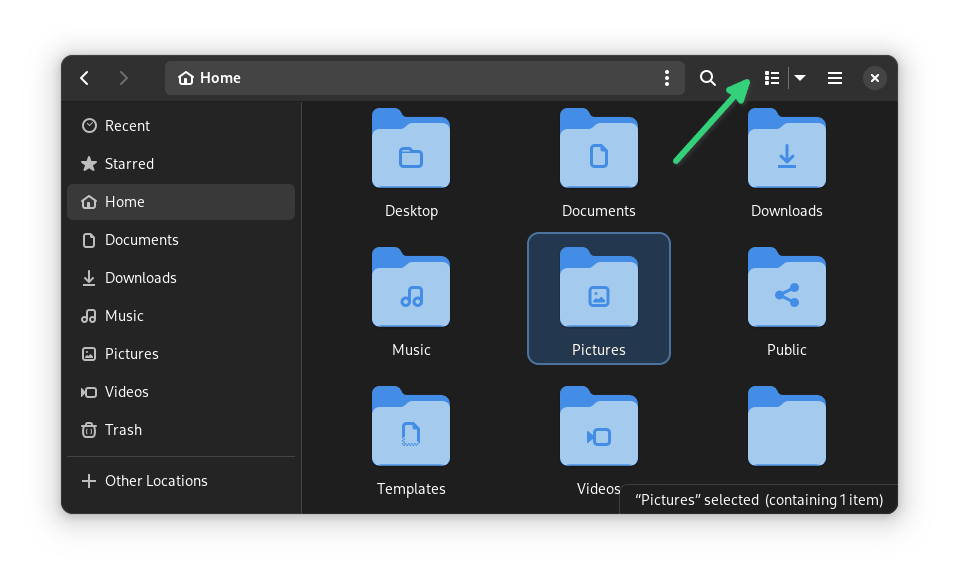 Home
Recent
Starred
Home
Documents
Downloads
Music
Pictures
Videos
Trash
Other Locations
Desktop Documents Downloads
Music Pictures Public
Templates Videos
“Pictures” selected (containing 1 item)